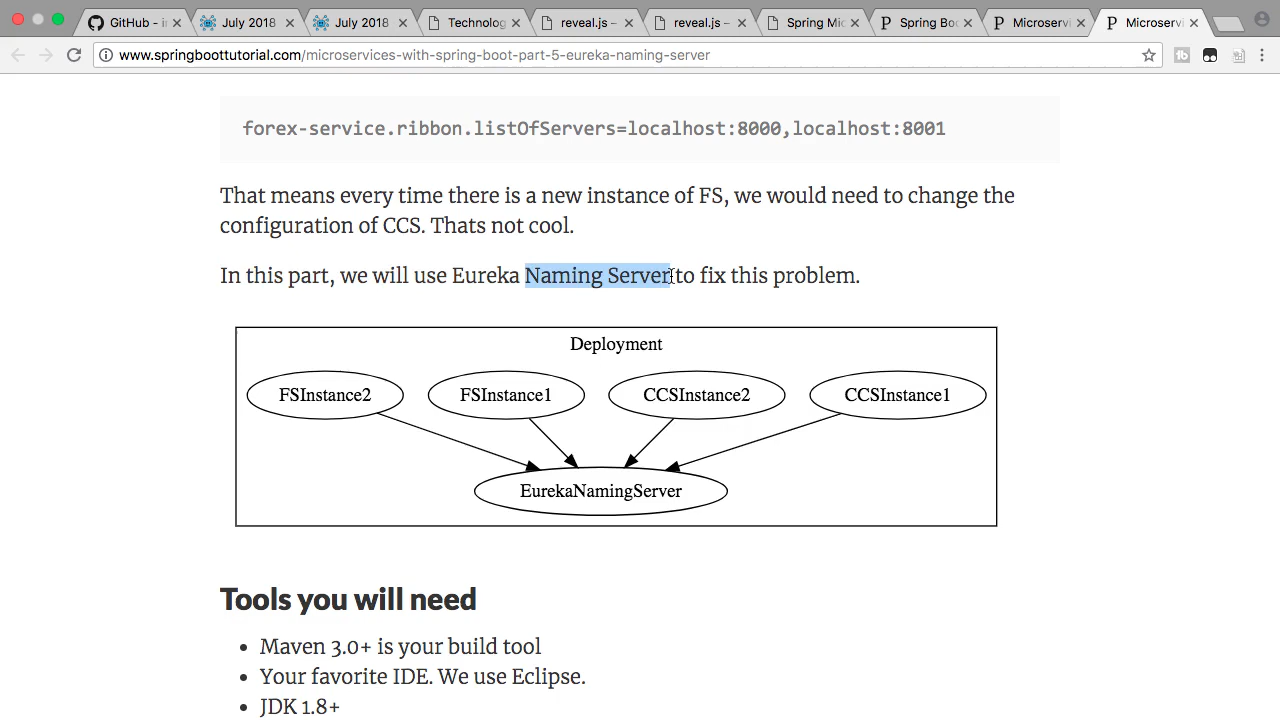 GitHub – i
July 2018
July 2018
Technolog
reveal.js –
reveal.js –
Spring Mic
Spring Bo
Microservi
Microservi
www.springboottutorial.com/microservices-with-spring-boot-part-5-eureka-naming-server
forex-service.ribbon.listOfServers=localhost:8000,localhost:8001
That means every time there is a new instance of FS, we would need to change the
configuration of CCS. Thats not cool.
In this part, we will use Eureka Naming Server to fix this problem.
Deployment
FSInstance2
FSInstance1
CCSInstance2
CCSInstance1
EurekaNamingServer
Tools you will need
• Maven 3.0+ is your build tool
• Your favorite IDE. We use Eclipse.
• JDK 1.8+